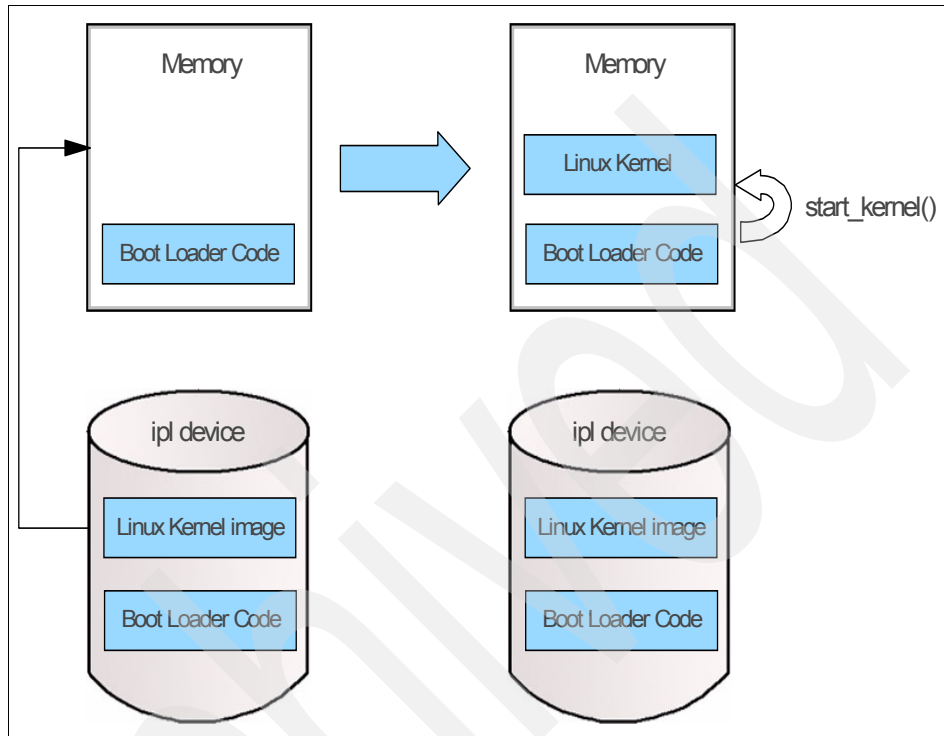 Memory
Boot Loader Code
Memory
Linux Kernel
Boot Loader Code
start_kernel()
ipl device
Linux Kernel image
Boot Loader Code
ipl device
Linux Kernel image
Boot Loader Code
hived